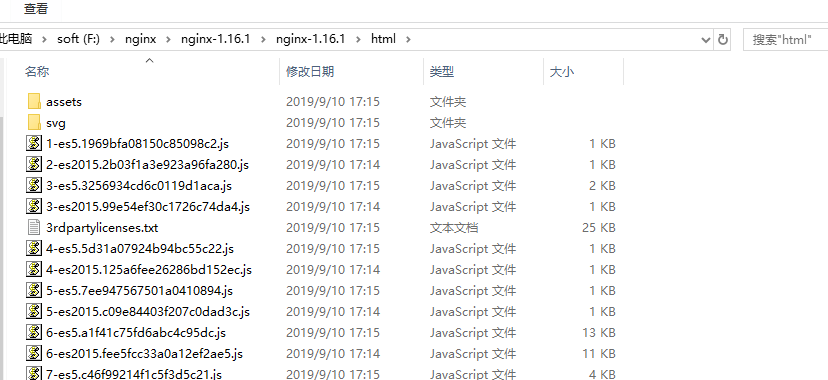 查看
此电脑 > soft (F:) > nginx > nginx-1.16.1 > nginx-1.16.1 > html > 搜索"html"
名称 修改日期 类型 大小
assets 2019/9/10 17:15 文件夹
svg 2019/9/10 17:15 文件夹
1-es5.1969bfa08150c85098c2.js 2019/9/10 17:15 JavaScript 文件 1 KB
2-es2015.2b03f1a3e923a96fa280.js 2019/9/10 17:14 JavaScript 文件 1 KB
3-es5.3256934cd6c0119d1aca.js 2019/9/10 17:15 JavaScript 文件 2 KB
3-es2015.99e54ef30c1726c74da4.js 2019/9/10 17:14 JavaScript 文件 1 KB
3rdpartylicenses.txt 2019/9/10 17:15 文本文档 25 KB
4-es5.5d31a07924b94bc55c22.js 2019/9/10 17:15 JavaScript 文件 1 KB
4-es2015.125a6fee26286bd152ec.js 2019/9/10 17:14 JavaScript 文件 1 KB
5-es5.7ee947567501a0410894.js 2019/9/10 17:15 JavaScript 文件 1 KB
5-es2015.c09e84403f207c0dad3c.js 2019/9/10 17:14 JavaScript 文件 1 KB
6-es5.a1f41c75fd6abc4c95dc.js 2019/9/10 17:15 JavaScript 文件 13 KB
6-es2015.fee5fcc33a0a12ef2ae5.js 2019/9/10 17:14 JavaScript 文件 11 KB
7-es5.c46f99214f1c5f3d5c21.js 2019/9/10 17:15 JavaScript 文件 4 KB